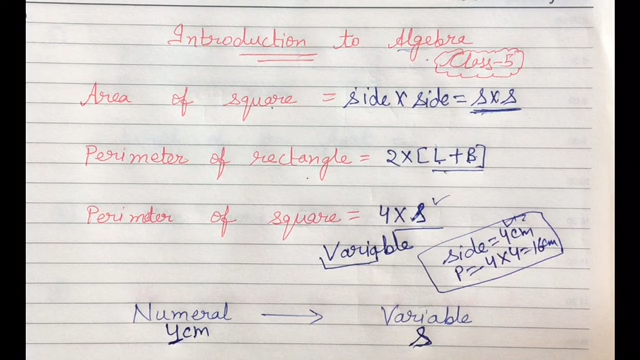 Introduction to Algebra
Class-5
Area of square = side × side = s×s
Perimeter of rectangle = 2×[L+B]
Perimter of square = 4×s ✓
Variable
side=4cm
P=4×4=16cm
Numeral → Variable
4cm s